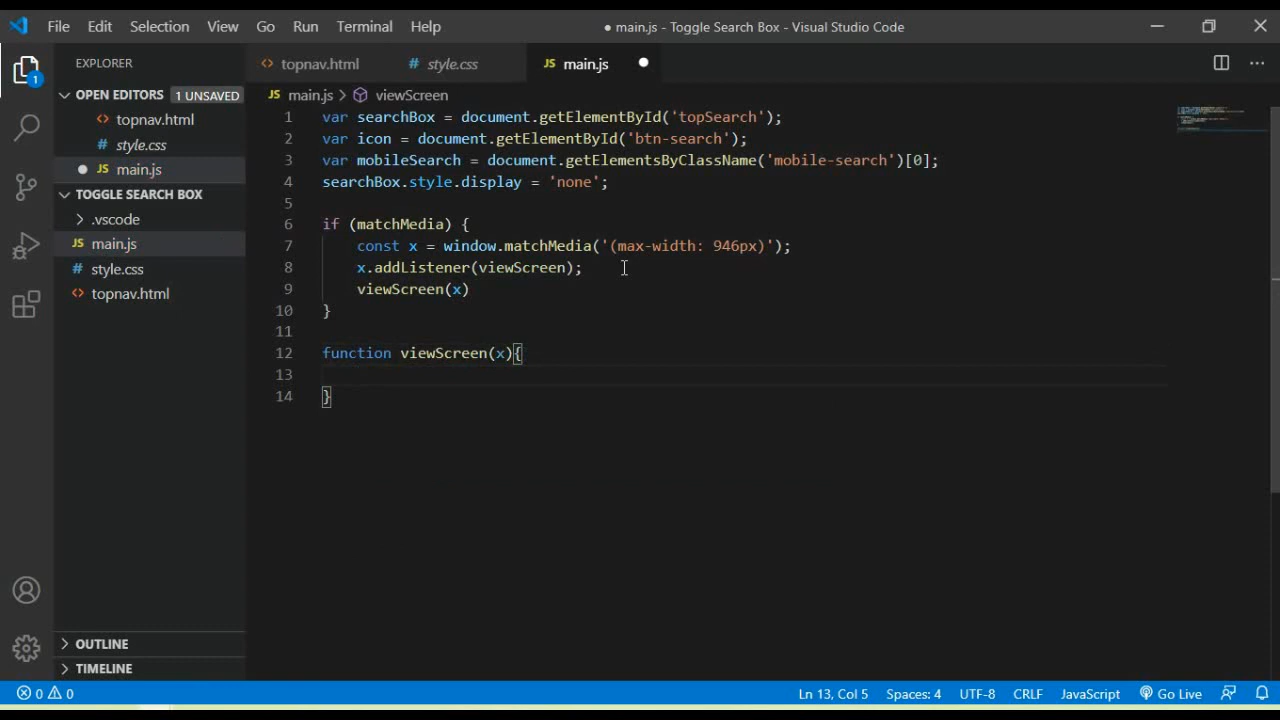 File Edit Selection View Go Run Terminal Help ● main.js - Toggle Search Box - Visual Studio Code
EXPLORER
OPEN EDITORS 1 UNSAVED
topnav.html
style.css
JS main.js
TOGGLE SEARCH BOX
.vscode
JS main.js
style.css
topnav.html
OUTLINE
TIMELINE
1
topnav.html style.css JS main.js
JS main.js > viewScreen
1 var searchBox = document.getElementById('topSearch');
2 var icon = document.getElementById('btn-search');
3 var mobileSearch = document.getElementsByClassName('mobile-search')[0];
4 searchBox.style.display = 'none';
5
6 if (matchMedia) {
7 const x = window.matchMedia('(max-width: 946px)');
8 x.addListener(viewScreen);
9 viewScreen(x)
10 }
11
12 function viewScreen(x){
13
14 }
0 0 Ln 13, Col 5 Spaces: 4 UTF-8 CRLF JavaScript Go Live